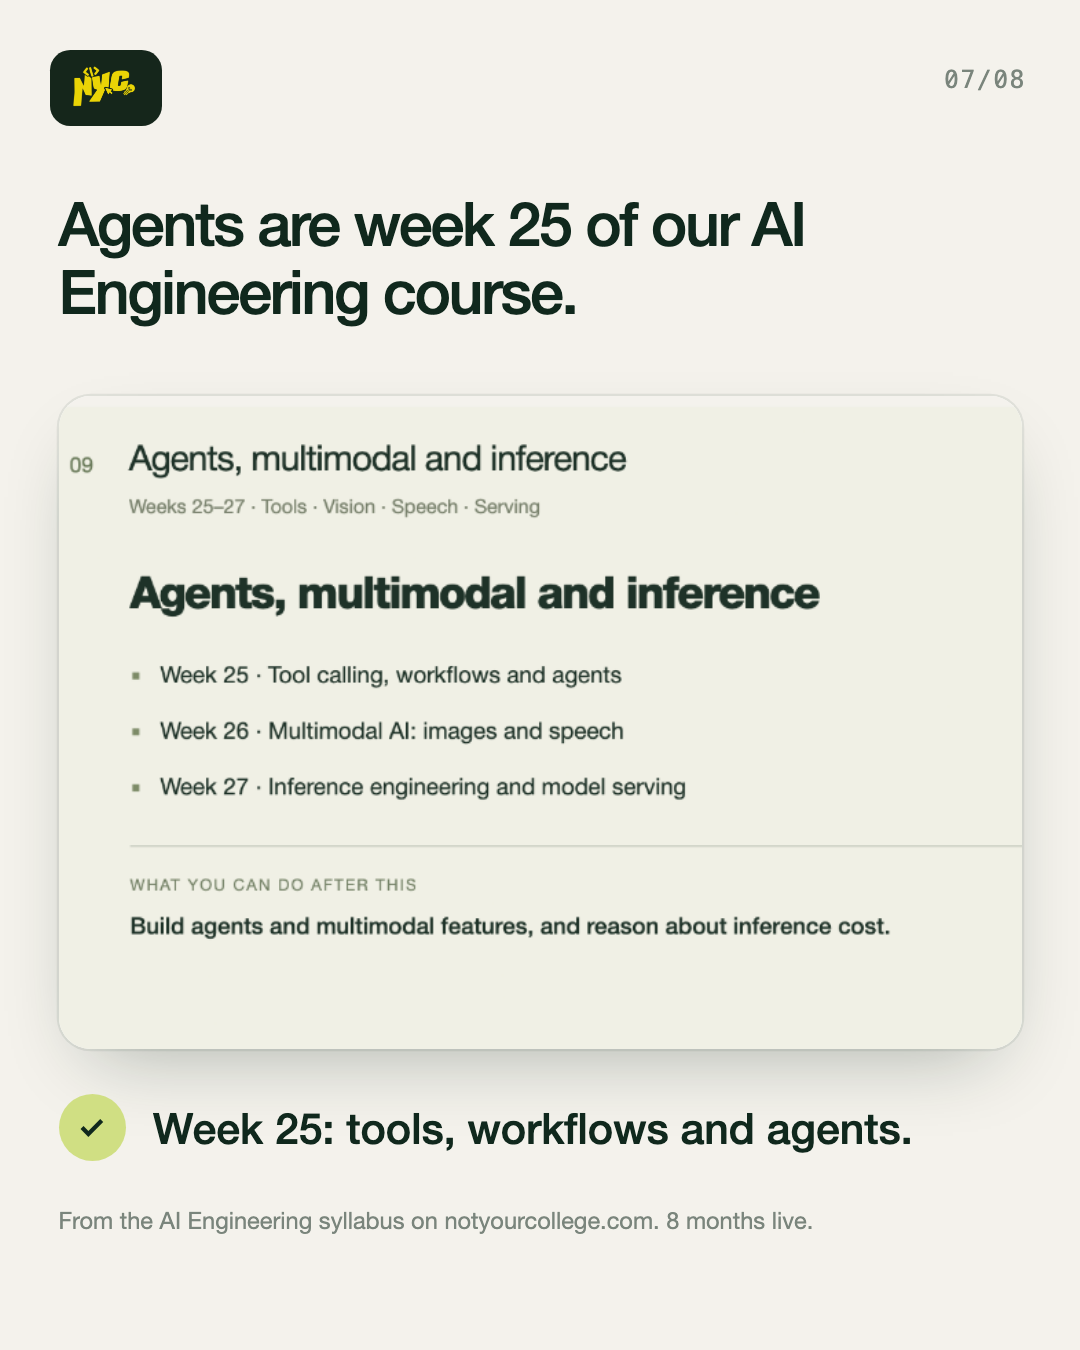 NYC
07/08
Agents are week 25 of our AI
Engineering course.
09
Agents, multimodal and inference
Weeks 25–27 · Tools · Vision · Speech · Serving
Agents, multimodal and inference
▪ Week 25 · Tool calling, workflows and agents
▪ Week 26 · Multimodal AI: images and speech
▪ Week 27 · Inference engineering and model serving
WHAT YOU CAN DO AFTER THIS
Build agents and multimodal features, and reason about inference cost.
Week 25: tools, workflows and agents.
From the AI Engineering syllabus on notyourcollege.com. 8 months live.